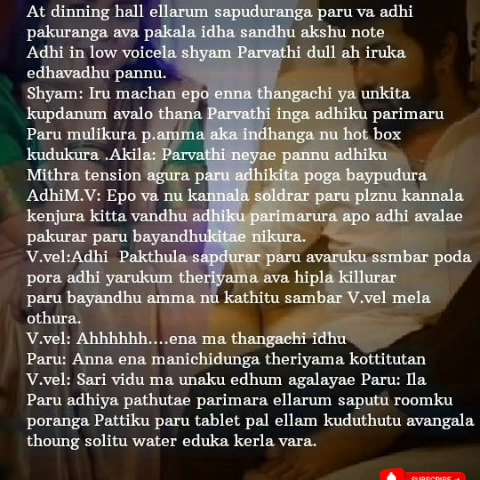 At dinning hall ellarum sapuduranga paru va adhi
pakuranga ava pakala idha sandhu akshu note
Adhi in low voicela shyam Parvathi dull ah iruka
edhavadhu pannu.
Shyam: Iru machan epo enna thangachi ya unkita
kupdanum avalo thana Parvathi inga adhiku parimaru
Paru mulikura p.amma aka indhanga nu hot box
kudukura .Akila: Parvathi neyae pannu adhiku
Mithra tension agura paru adhikita poga baypudura
AdhiM.V: Epo va nu kannala soldrar paru plznu kannala
kenjura kitta vandhu adhiku parimarura apo adhi avalae
pakurar paru bayandhukitae nikura.
V.vel:Adhi  Pakthula sapdurar paru avaruku ssmbar poda
pora adhi yarukum theriyama ava hipla killurar
paru bayandhu amma nu kathitu sambar V.vel mela
othura.
V.vel: Ahhhhhh....ena ma thangachi idhu
Paru: Anna ena manichidunga theriyama kottitutan
V.vel: Sari vidu ma unaku edhum agalayae Paru: Ila
Paru adhiya pathutae parimara ellarum saputu roomku
poranga Pattiku paru tablet pal ellam kuduthutu avangala
thoung solitu water eduka kerla vara.
SUBSCRIBE